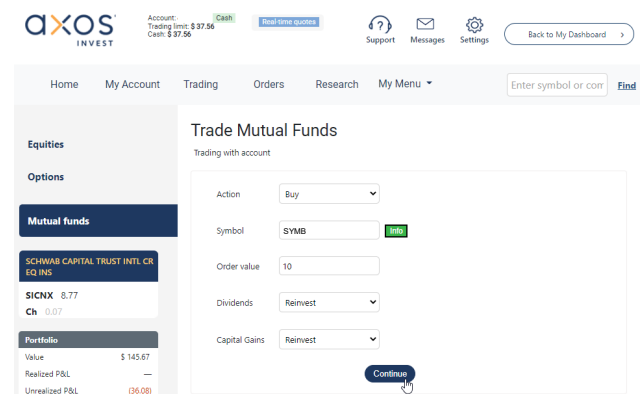 axos
INVEST
Account: Cash
Trading limit: $ 37.56
Cash: $ 37.56
Real-time quotes
Support
Messages
Settings
Back to My Dashboard
Home My Account Trading Orders Research My Menu
Enter symbol or com
Find
Equities
Options
Mutual funds
SCHWAB CAPITAL TRUST INTL CR
EQ INS
SICNX 8.77
Ch 0.07
Portfolio
Value $ 145.67
Realized P&L —
Unrealized P&L (36.08)
Trade Mutual Funds
Trading with account
Action Buy
Symbol SYMB Info
Order value 10
Dividends Reinvest
Capital Gains Reinvest
Continue